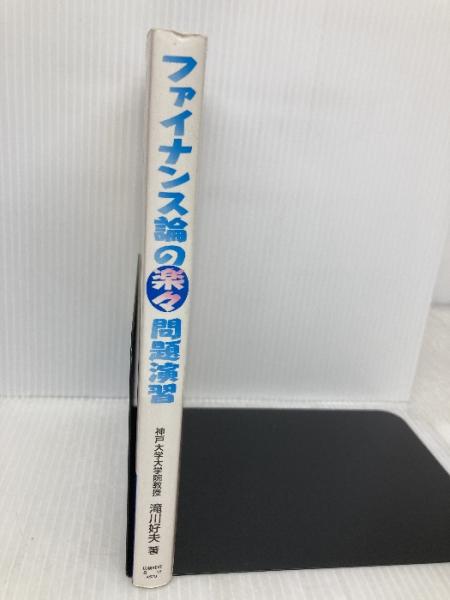 ファイナンス論の楽々問題演習
神戸大学大学院教授 滝川好夫 著